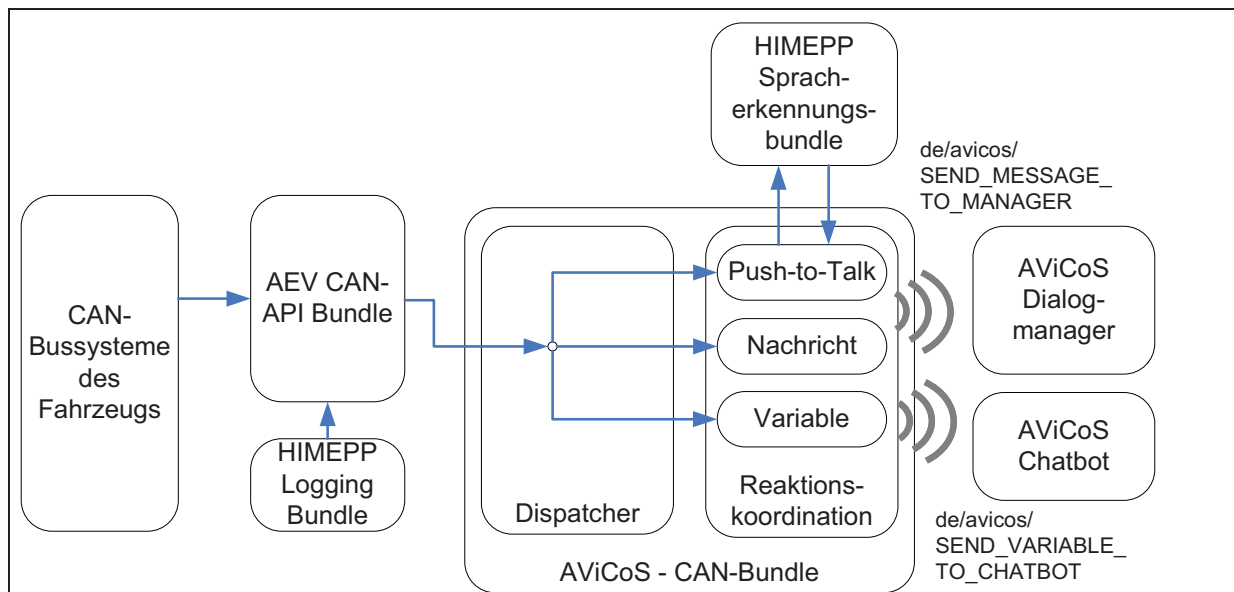 CAN-
Bussysteme
des
Fahrzeugs
AEV CAN-
API Bundle
HIMEPP
Logging
Bundle
Dispatcher
HIMEPP
Sprach-
erkennungs-
bundle
Push-to-Talk
Nachricht
Variable
Reaktions-
koordination
AViCoS - CAN-Bundle
de/avicos/
SEND_MESSAGE_
TO_MANAGER
AViCoS
Dialog-
manager
AViCoS
Chatbot
de/avicos/
SEND_VARIABLE_
TO_CHATBOT